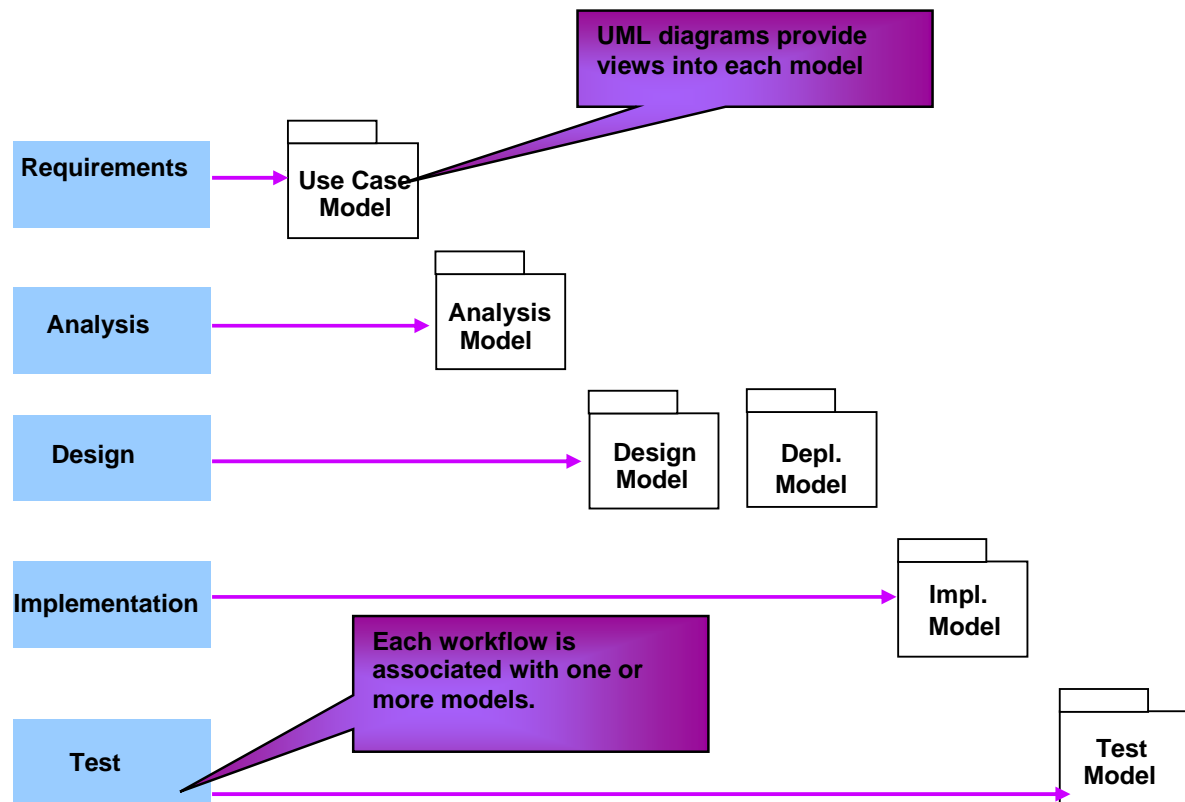 UML diagrams provide
views into each model
Requirements
Use Case
Model
Analysis
Analysis
Model
Design
Design
Model
Depl.
Model
Implementation
Impl.
Model
Each workflow is
associated with one or
more models.
Test
Test
Model